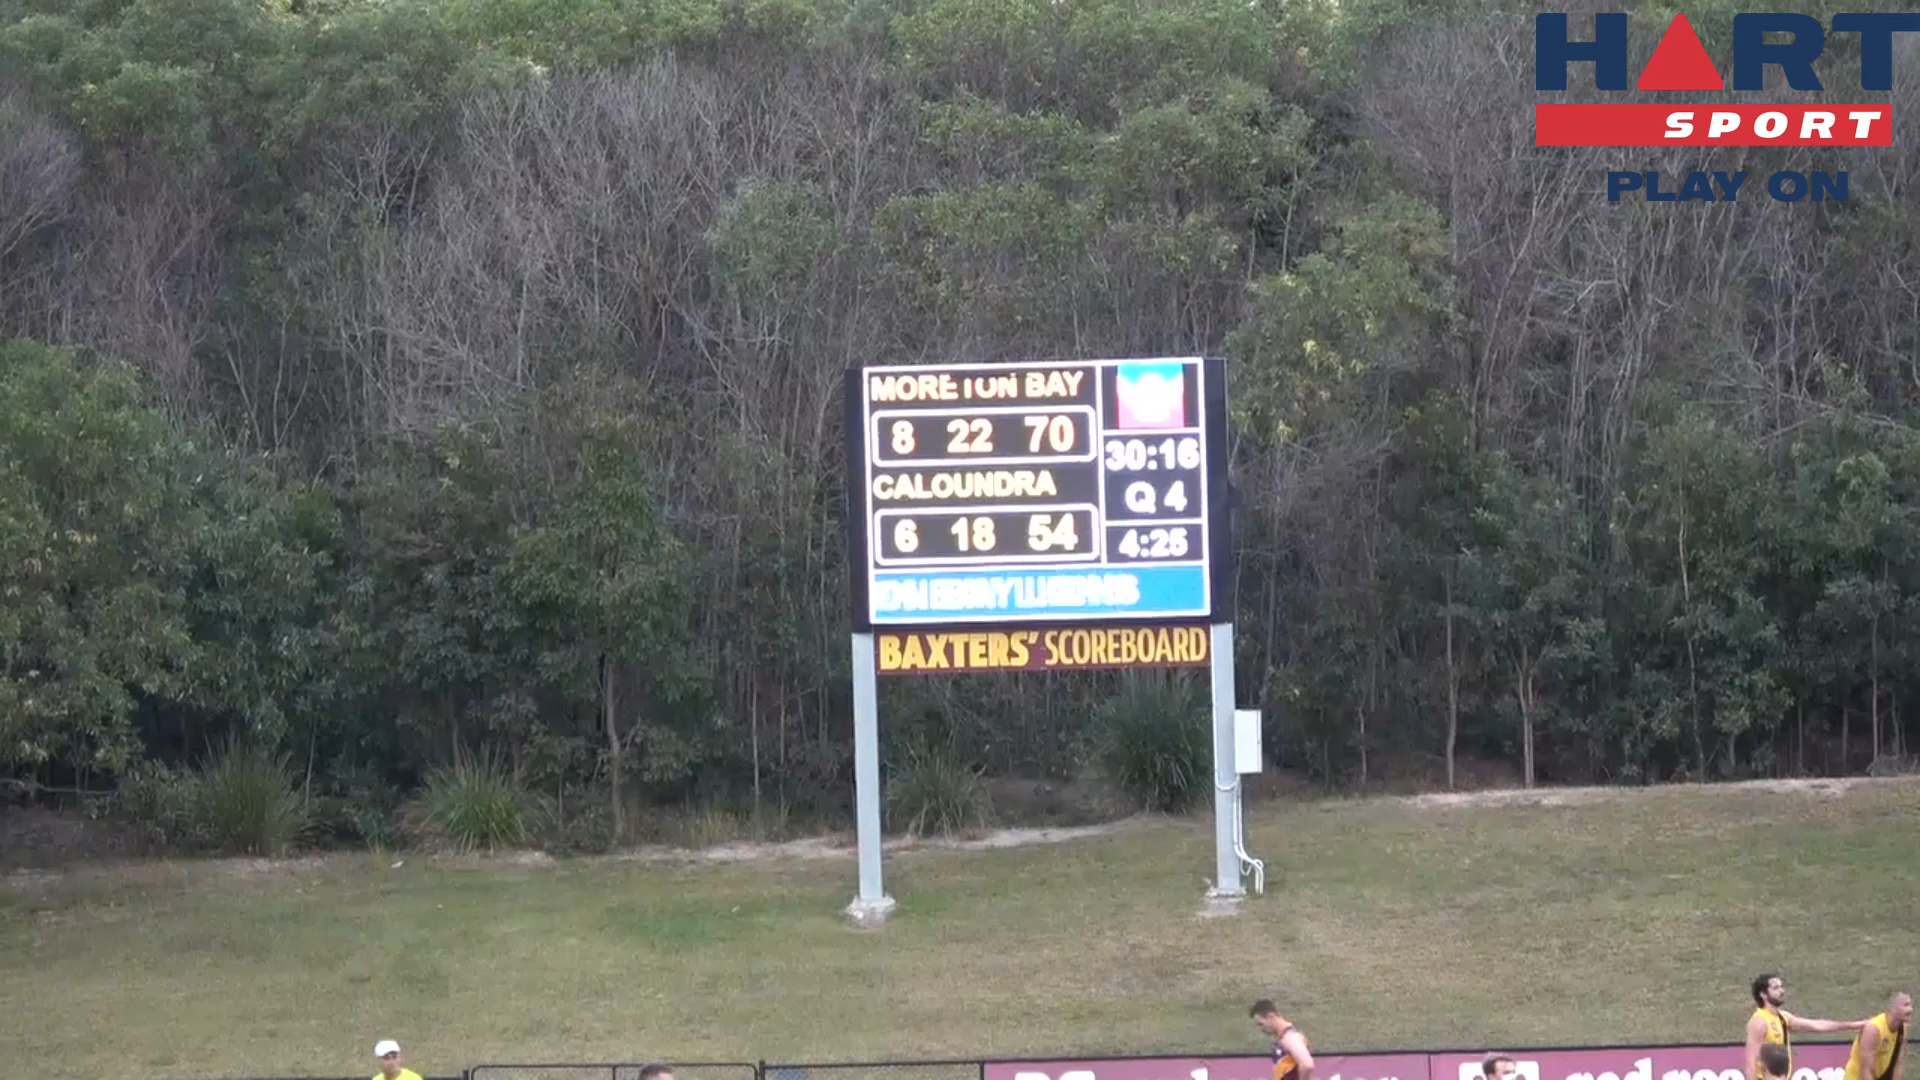 HART
SPORT
PLAY ON
MORETON BAY
8 22 70
30:16
CALOUNDRA
Q 4
6 18 54
4:25
BAXTERS' SCOREBOARD